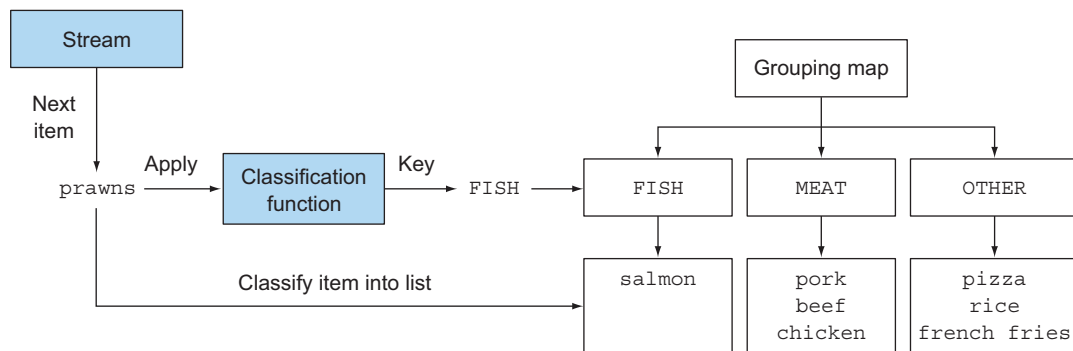 Stream
Grouping map
Next
item
prawns
Apply
Classification
function
Key
FISH
FISH
MEAT
OTHER
Classify item into list
salmon
pork
beef
chicken
pizza
rice
french fries